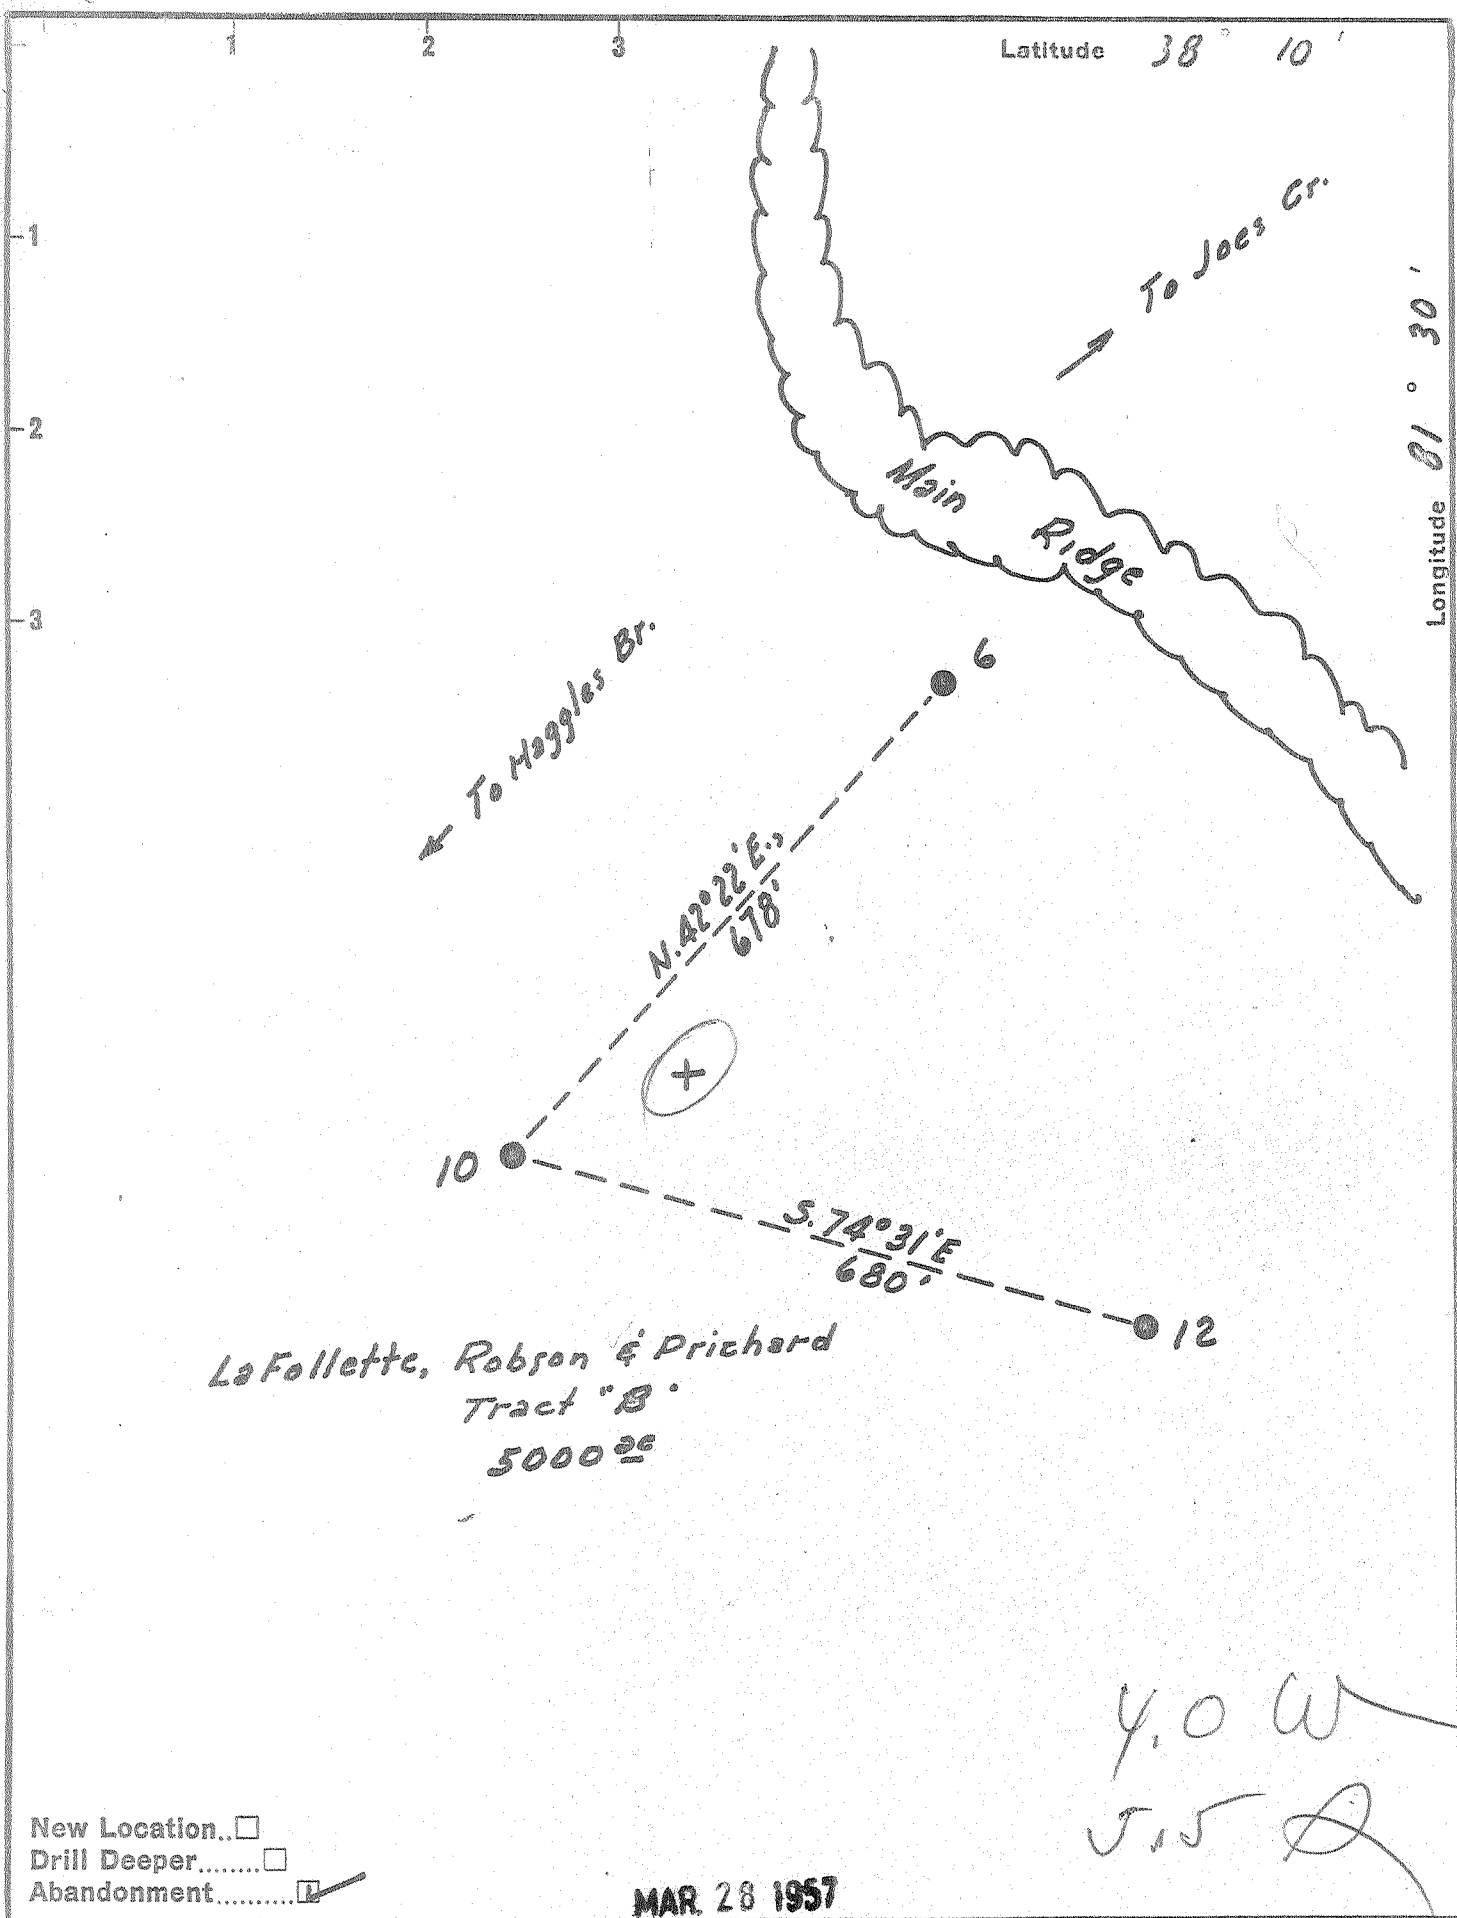 1 2 3 Latitude 38° 10'
1
To Joes Cr.
Longitude 81° 30'
2
Main Ridge
3
6
To Haggles Br.
N. 42° 22' E.,
678'
+
10
S. 74° 31' E
680'
12
LaFollette, Robson & Prichard
Tract "B"
5000 ac
4.0 W
5.5
New Location..
Drill Deeper........
Abandonment..........
MAR. 28 1957